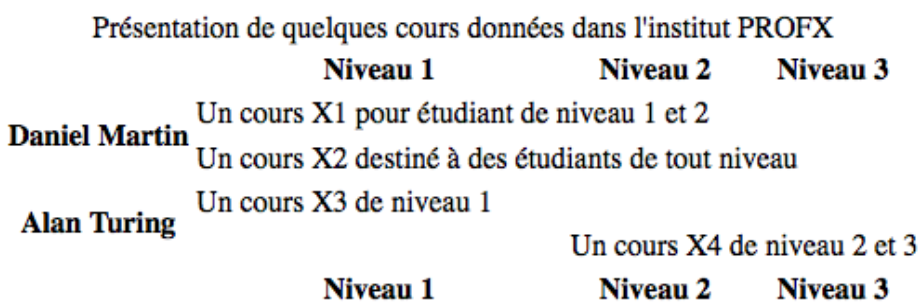 Présentation de quelques cours données dans l'institut PROFX
Niveau 1 Niveau 2 Niveau 3
Daniel Martin
Un cours X1 pour étudiant de niveau 1 et 2
Un cours X2 destiné à des étudiants de tout niveau
Alan Turing
Un cours X3 de niveau 1
Un cours X4 de niveau 2 et 3
Niveau 1 Niveau 2 Niveau 3